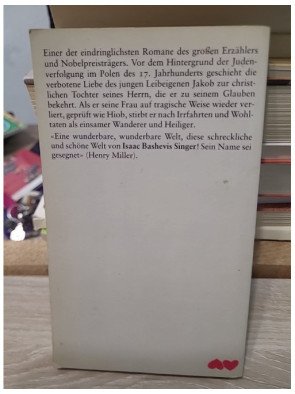 Einer der eindringlichsten Romane des großen Erzählers
und Nobelpreisträgers. Vor dem Hintergrund der Juden-
verfolgung im Polen des 17. Jahrhunderts geschieht die
verbotene Liebe des jungen Leibeigenen Jakob zur christ-
lichen Tochter seines Herrn, die er zu seinem Glauben
bekehrt. Als er seine Frau auf tragische Weise wieder ver-
liert, geprüft wie Hiob, stirbt er nach Irrfahrten und Wohl-
taten als einsamer Wanderer und Heiliger.
«Eine wunderbare, wunderbare Welt, diese schreckliche
und schöne Welt von Isaac Bashevis Singer! Sein Name sei
gesegnet» (Henry Miller).